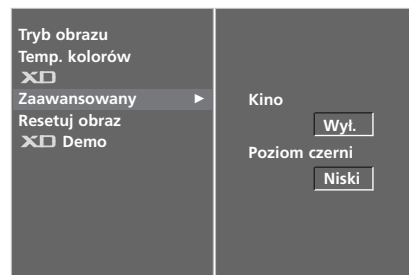 Tryb obrazu
Temp. kolorów
XD
Zaawansowany ►
Resetuj obraz
XD Demo
Kino
Wył.
Poziom czerni
Niski